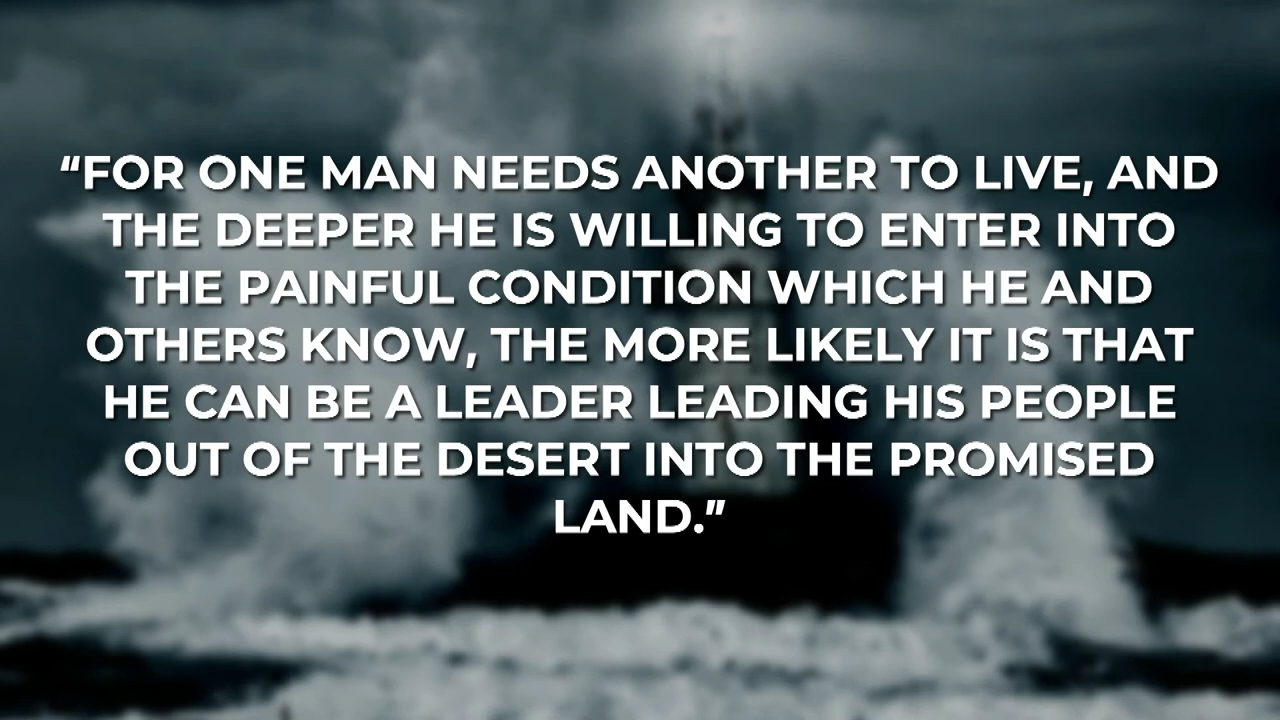 “FOR ONE MAN NEEDS ANOTHER TO LIVE, AND
THE DEEPER HE IS WILLING TO ENTER INTO
THE PAINFUL CONDITION WHICH HE AND
OTHERS KNOW, THE MORE LIKELY IT IS THAT
HE CAN BE A LEADER LEADING HIS PEOPLE
OUT OF THE DESERT INTO THE PROMISED
LAND.”